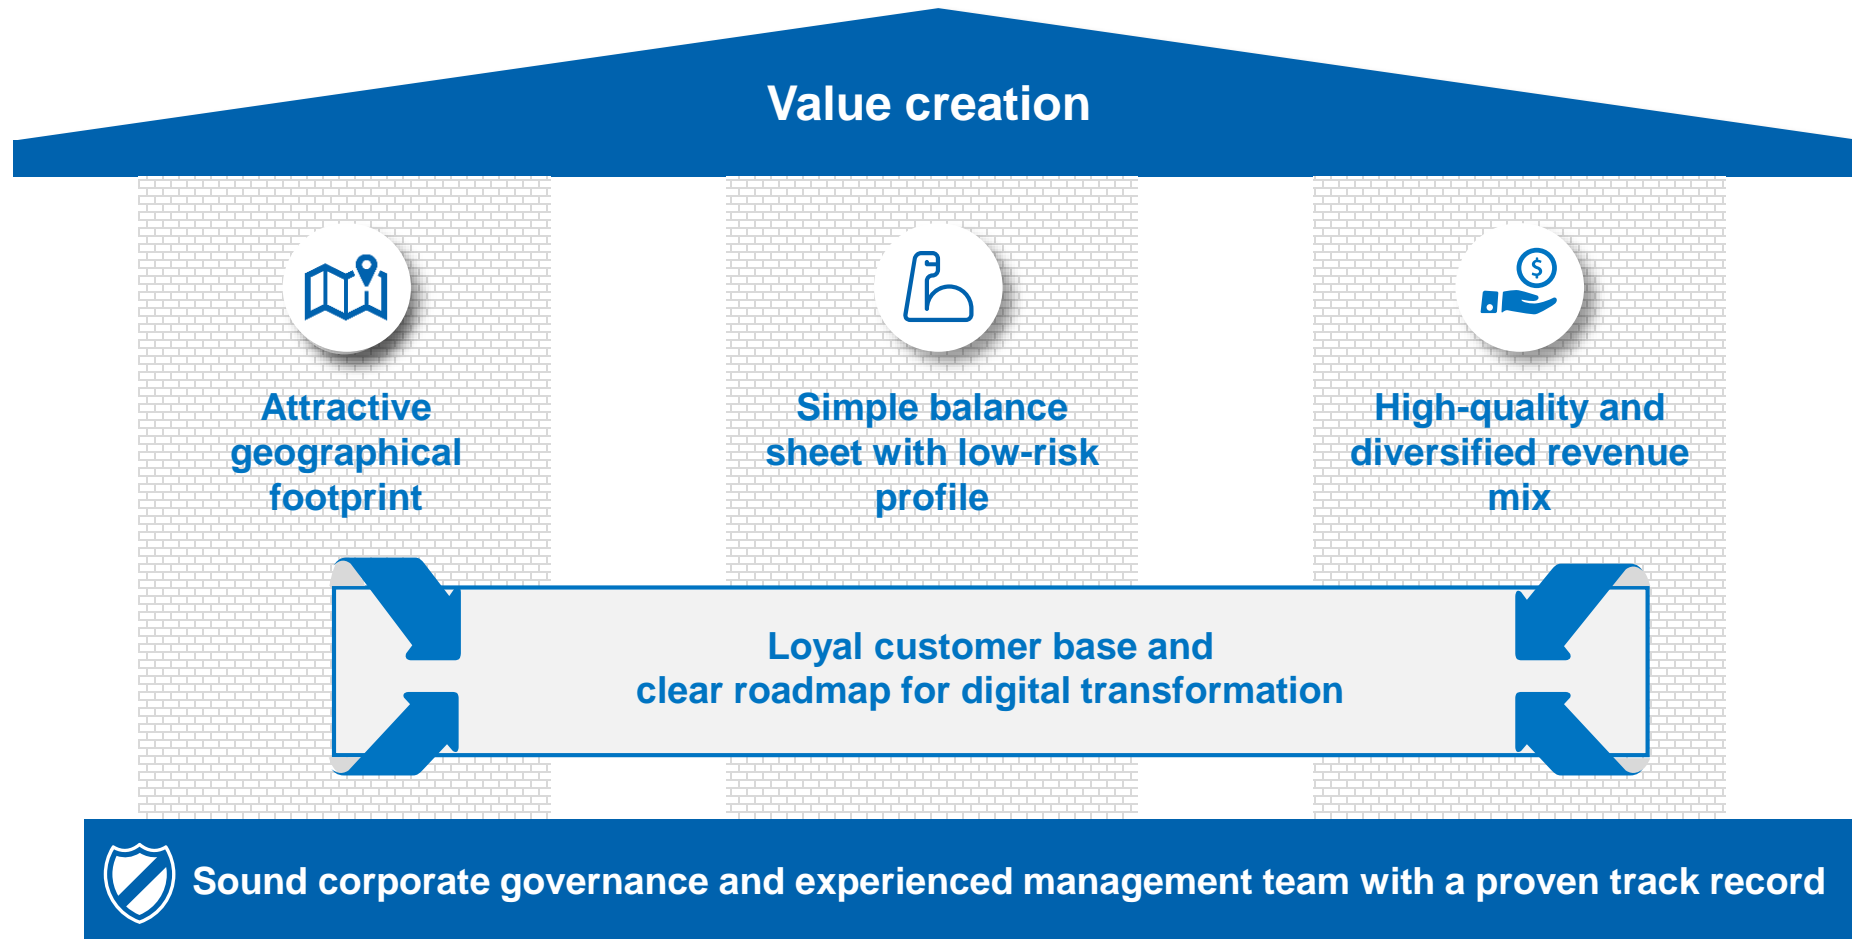 Value creation
Attractive
geographical
footprint
Simple balance
sheet with low-risk
profile
$
High-quality and
diversified revenue
mix
Loyal customer base and
clear roadmap for digital transformation
Sound corporate governance and experienced management team with a proven track record